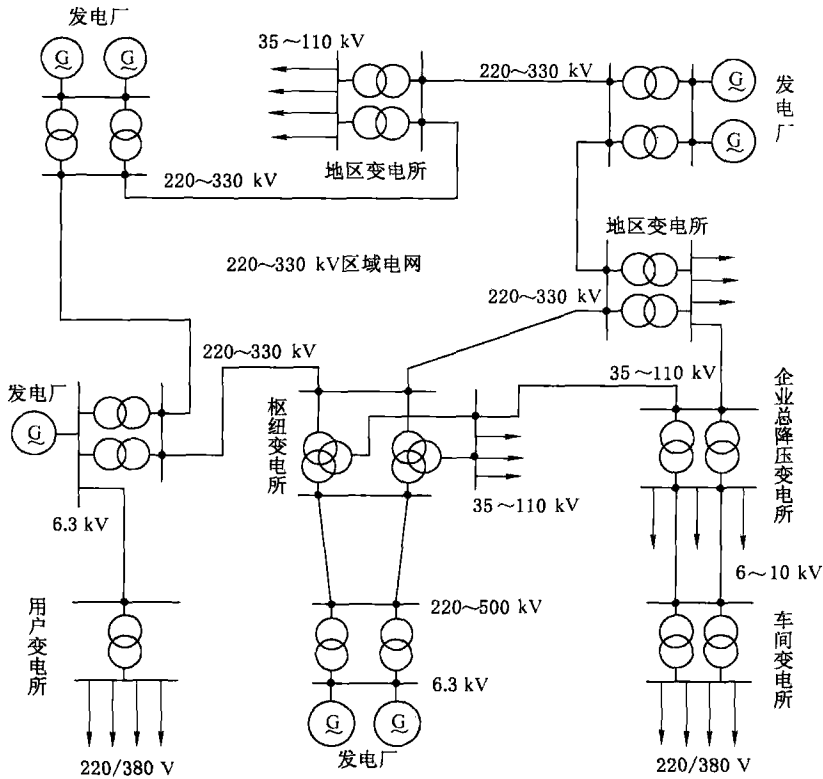 发电厂
G
G
35～110 kV
220～330 kV
G
G
发电厂
地区变电所
220～330 kV
地区变电所
220～330 kV区域电网
220～330 kV
220～330 kV
35～110 kV
发电厂
G
枢纽变电所
企业总降压变电所
6.3 kV
35～110 kV
6～10 kV
用户变电所
220～500 kV
车间变电所
6.3 kV
G
G
发电厂
220/380 V
220/380 V